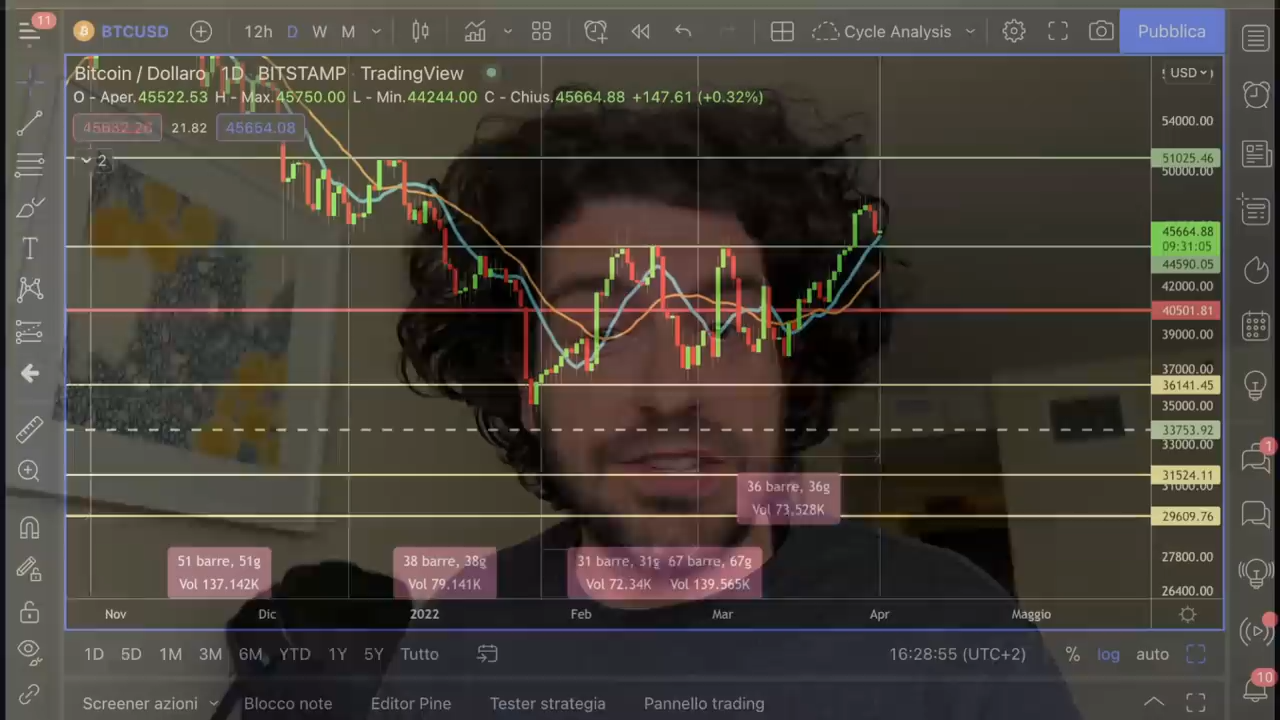 11
BTCUSD
12h D W M
Cycle Analysis
Pubblica
Bitcoin / Dollaro 1D BITSTAMP TradingView
O - Aper.45522.53 H - Max.45750.00 L - Min.44244.00 C - Chius.45664.88 +147.61 (+0.32%)
21.82 45654.08
2
USD
54000.00
51025.46
50000.00
45664.88
09:31:05
44590.05
42000.00
40501.81
39000.00
37000.00
36141.45
35000.00
33753.92
33000.00
31524.11
31000.00
29609.76
27800.00
26400.00
36 barre, 36g
Vol 73.528K
51 barre, 51g
Vol 137.142K
38 barre, 38g
Vol 79.141K
31 barre, 31g
Vol 72.34K
67 barre, 67g
Vol 139.565K
Nov Dic 2022 Feb Mar Apr Maggio
1D 5D 1M 3M 6M YTD 1Y 5Y Tutto
16:28:55 (UTC+2) % log auto
Screener azioni Blocco note Editor Pine Tester strategia Pannello trading
1
10